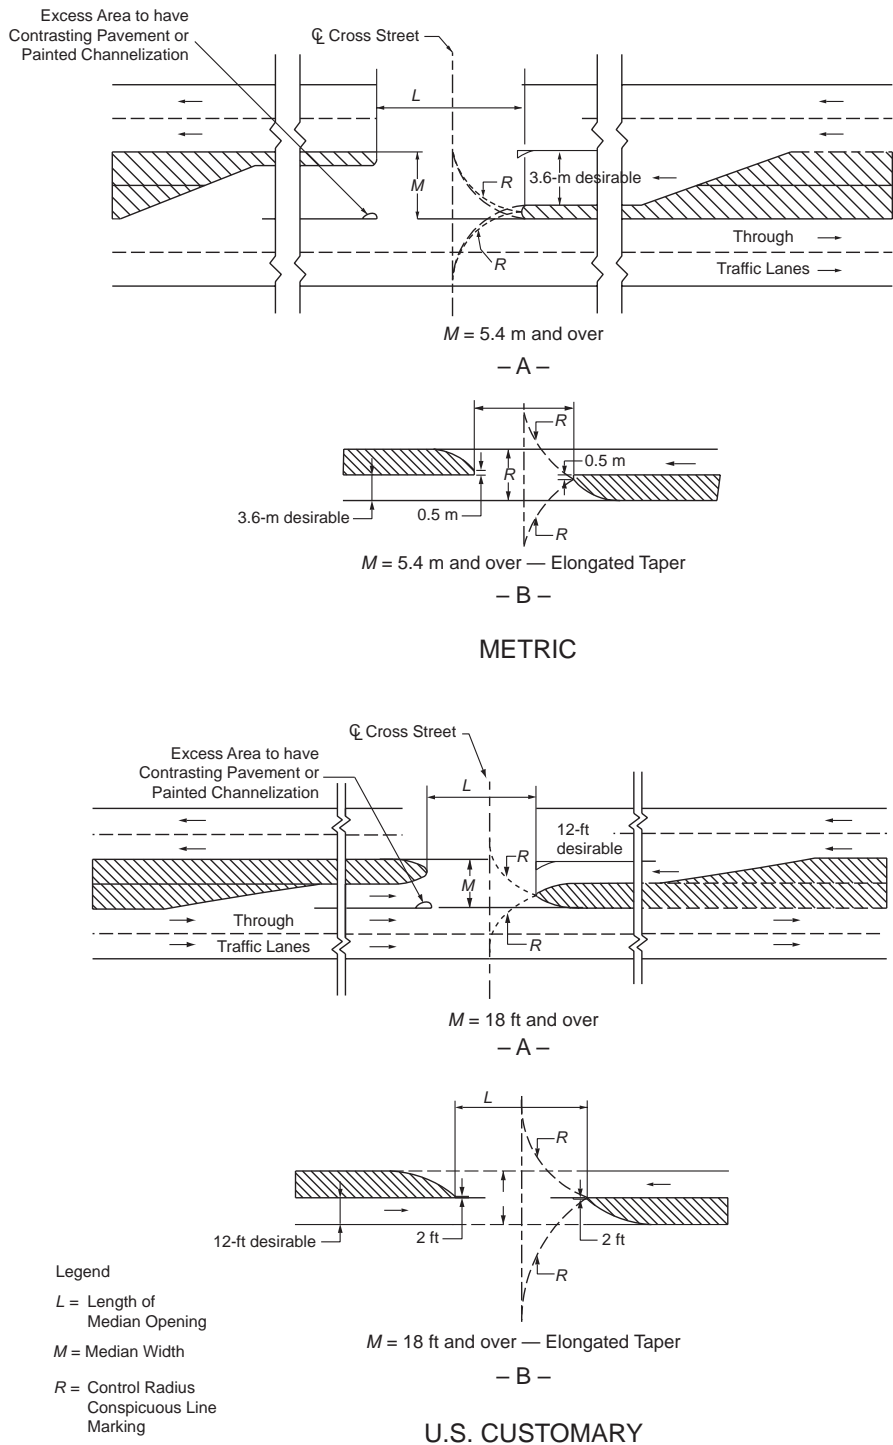 Excess Area to have
Contrasting Pavement or
Painted Channelization
℄ Cross Street
L
M
R
3.6-m desirable
R
Through
Traffic Lanes
M = 5.4 m and over
– A –
R
0.5 m
R
3.6-m desirable
0.5 m
R
M = 5.4 m and over — Elongated Taper
– B –
METRIC
℄ Cross Street
Excess Area to have
Contrasting Pavement or
Painted Channelization
L
12-ft
desirable
R
M
Through
Traffic Lanes
R
M = 18 ft and over
– A –
L
R
12-ft desirable
2 ft
2 ft
R
M = 18 ft and over — Elongated Taper
– B –
Legend
L = Length of
Median Opening
M = Median Width
R = Control Radius
Conspicuous Line
Marking
U.S. CUSTOMARY